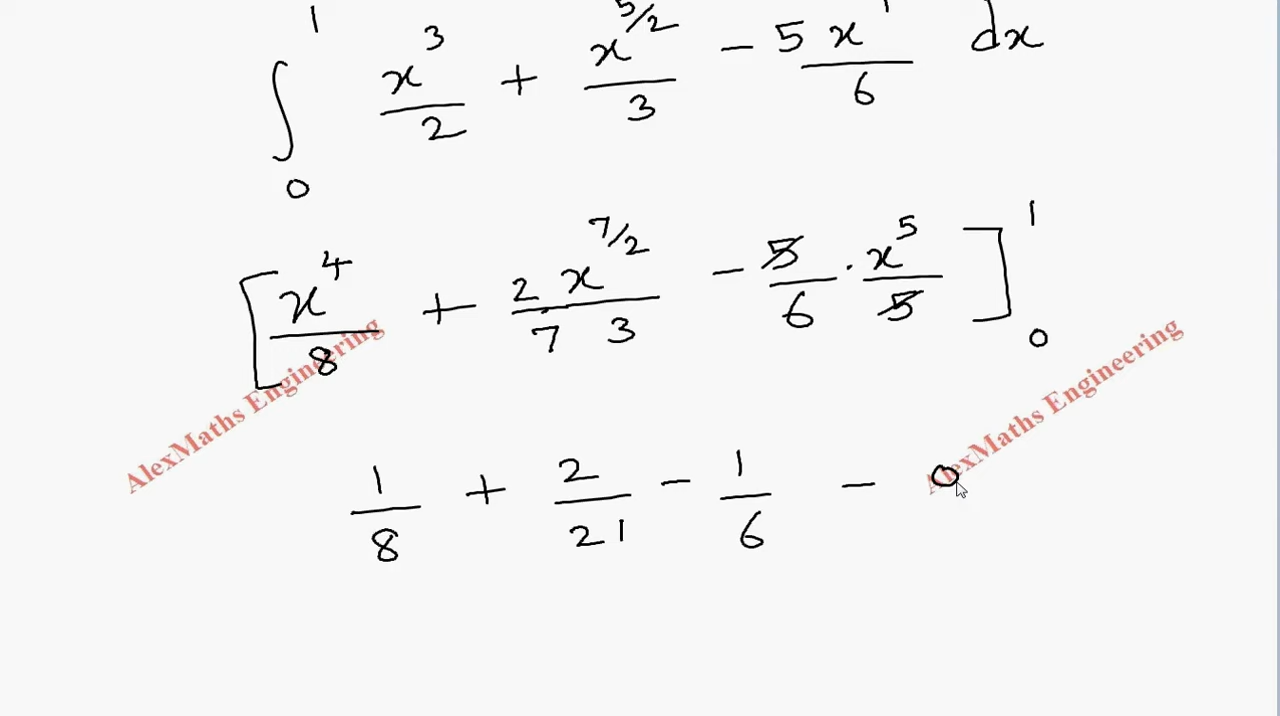 ∫₀¹ x³/2 + x^(5/2)/3 − 5x/6 dx
[x⁴/8 + 2x^(7/2)/(7 3) − 5/6 · x⁵/5]₀¹
AlexMaths Engineering AlexMaths Engineering
1/8 + 2/21 − 1/6 − 0